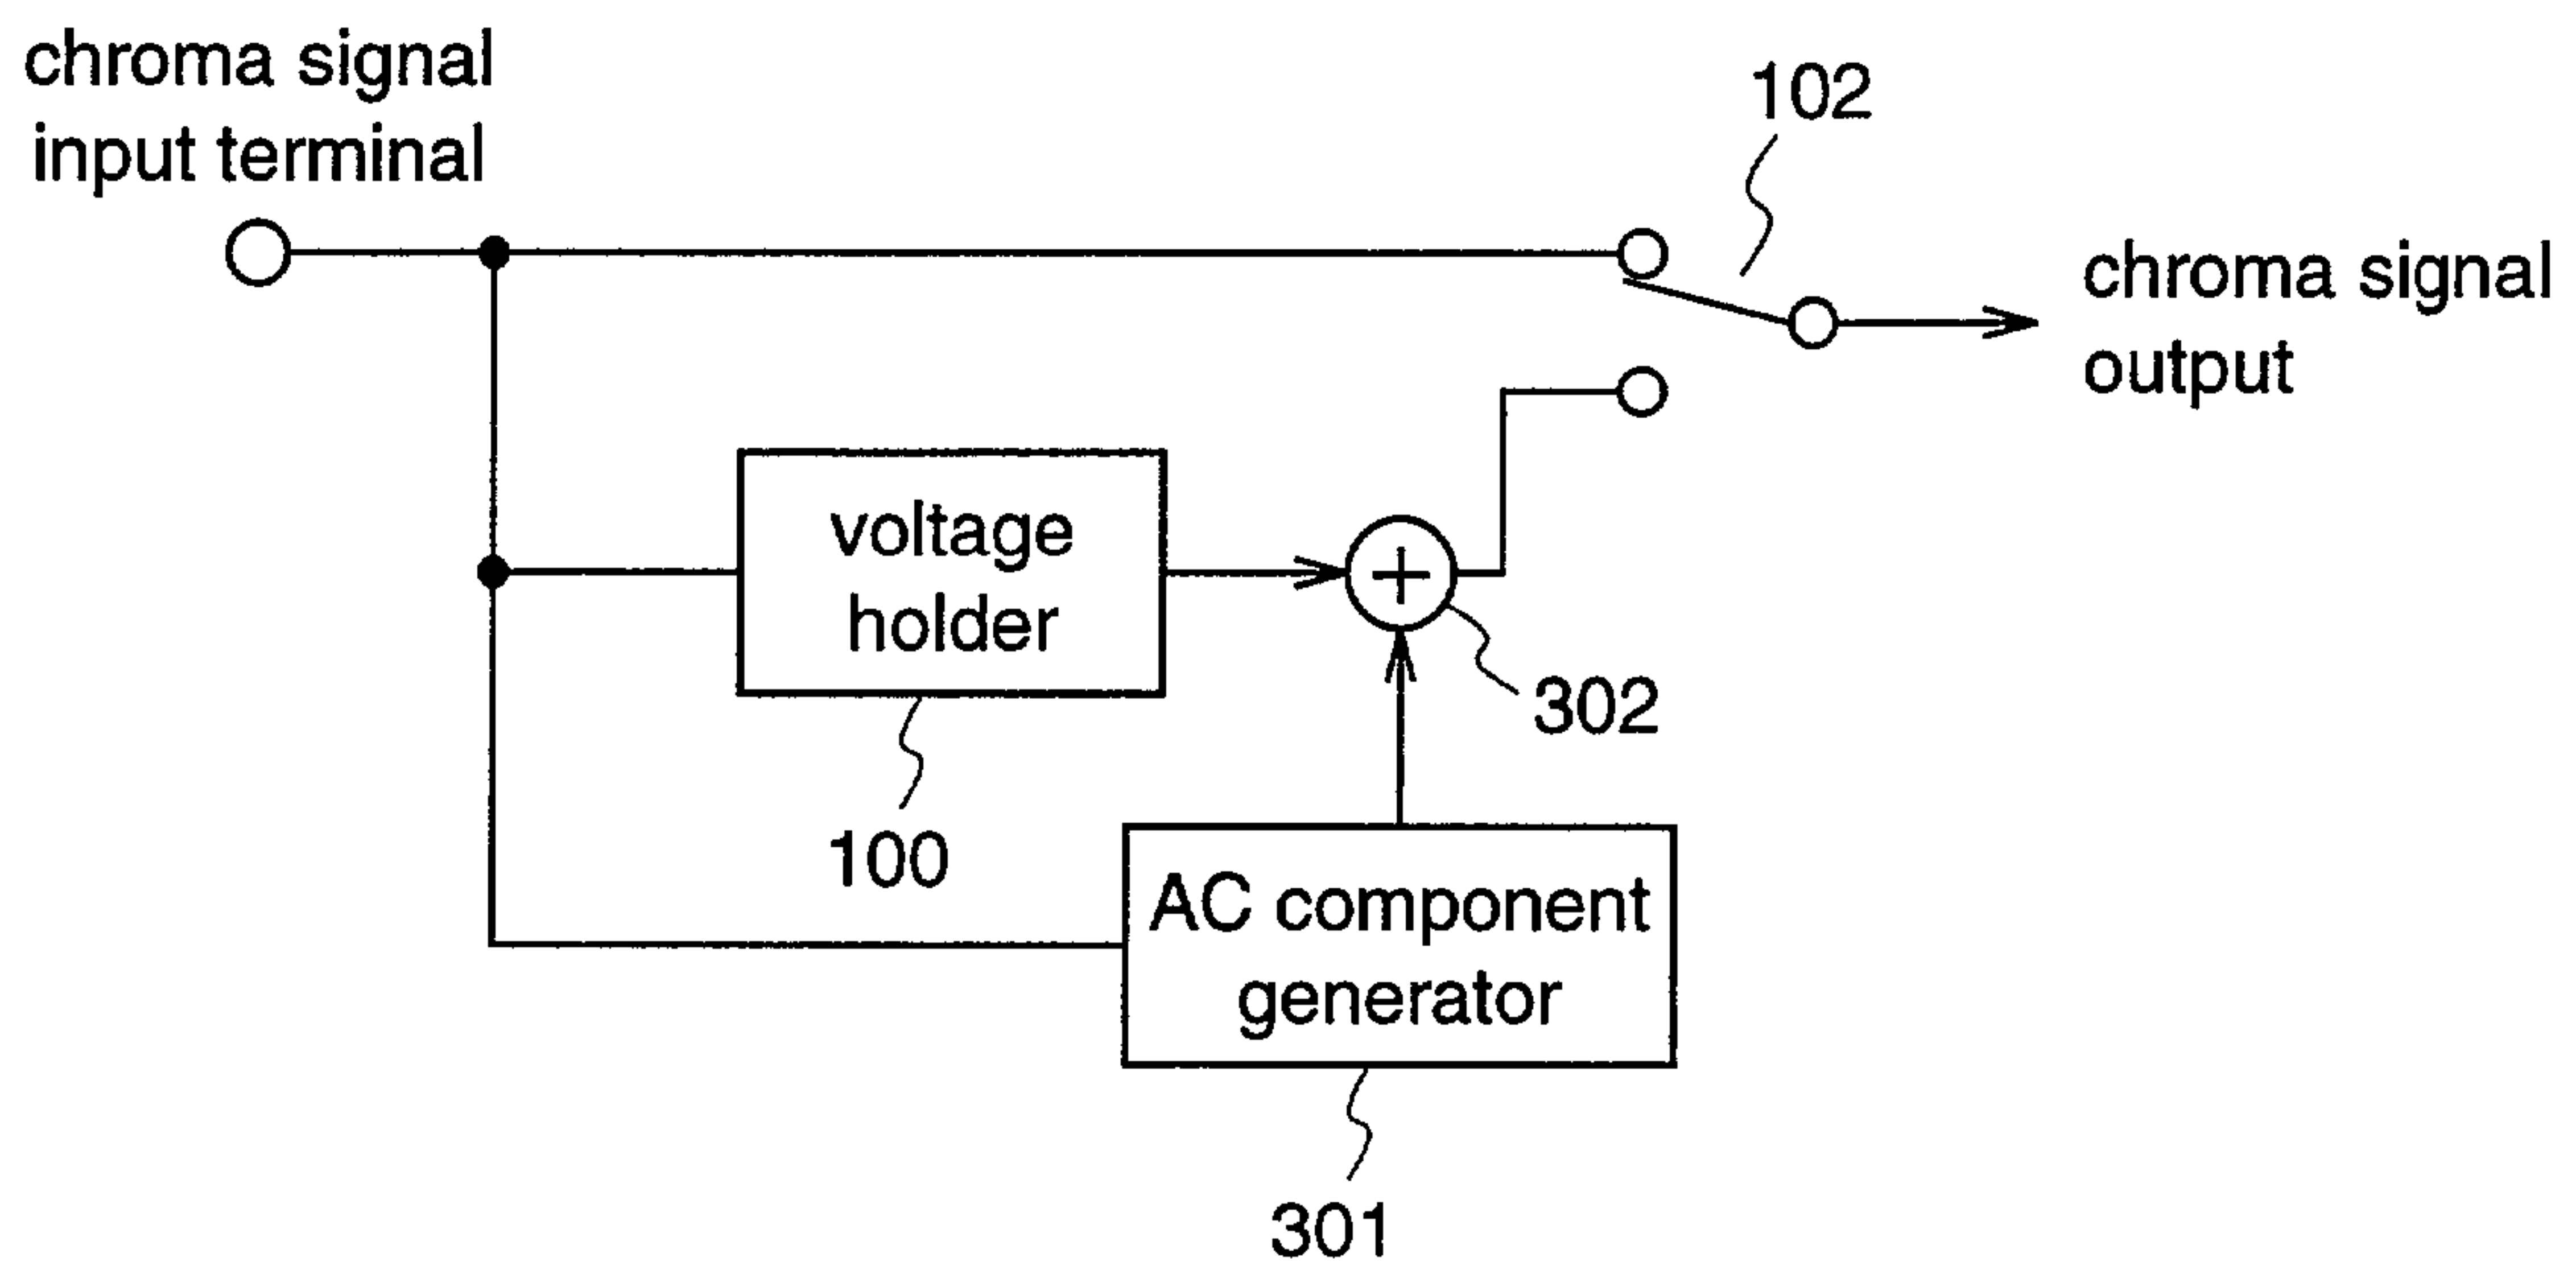 chroma signal
input terminal
102
chroma signal
output
voltage
holder
+
302
100
AC component
generator
301